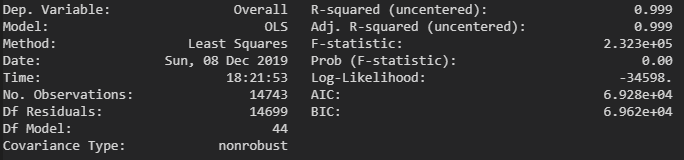 Dep. Variable: Overall R-squared (uncentered): 0.999
Model: OLS Adj. R-squared (uncentered): 0.999
Method: Least Squares F-statistic: 2.323e+05
Date: Sun, 08 Dec 2019 Prob (F-statistic): 0.00
Time: 18:21:53 Log-Likelihood: -34598.
No. Observations: 14743 AIC: 6.928e+04
Df Residuals: 14699 BIC: 6.962e+04
Df Model: 44
Covariance Type: nonrobust